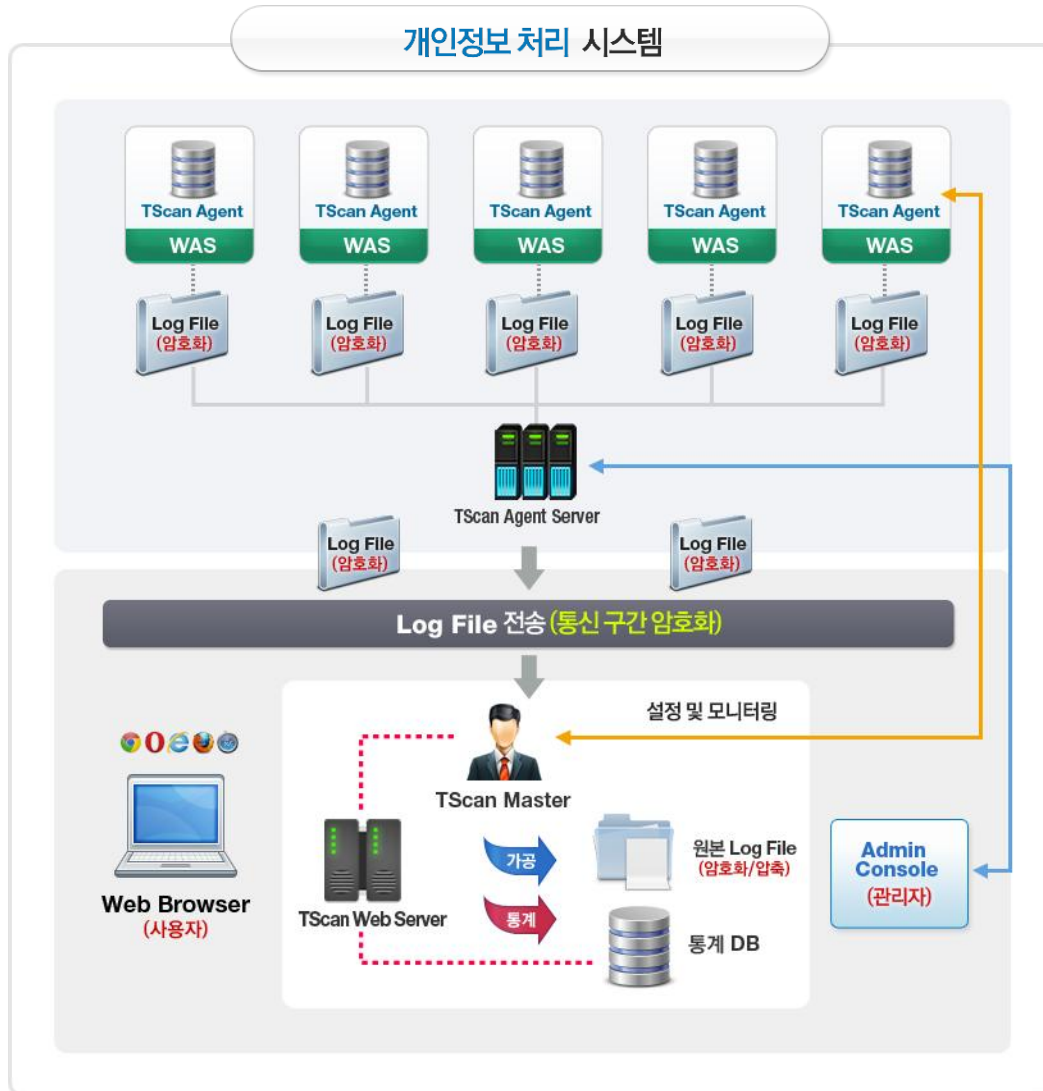 개인정보 처리 시스템
TScan Agent
WAS
TScan Agent
WAS
TScan Agent
WAS
TScan Agent
WAS
TScan Agent
WAS
Log File
(암호화)
Log File
(암호화)
Log File
(암호화)
Log File
(암호화)
Log File
(암호화)
TScan Agent Server
Log File
(암호화)
Log File
(암호화)
Log File 전송 (통신 구간 암호화)
설정 및 모니터링
TScan Master
Web Browser
(사용자)
TScan Web Server
가공
통계
원본 Log File
(암호화/압축)
통계 DB
Admin
Console
(관리자)